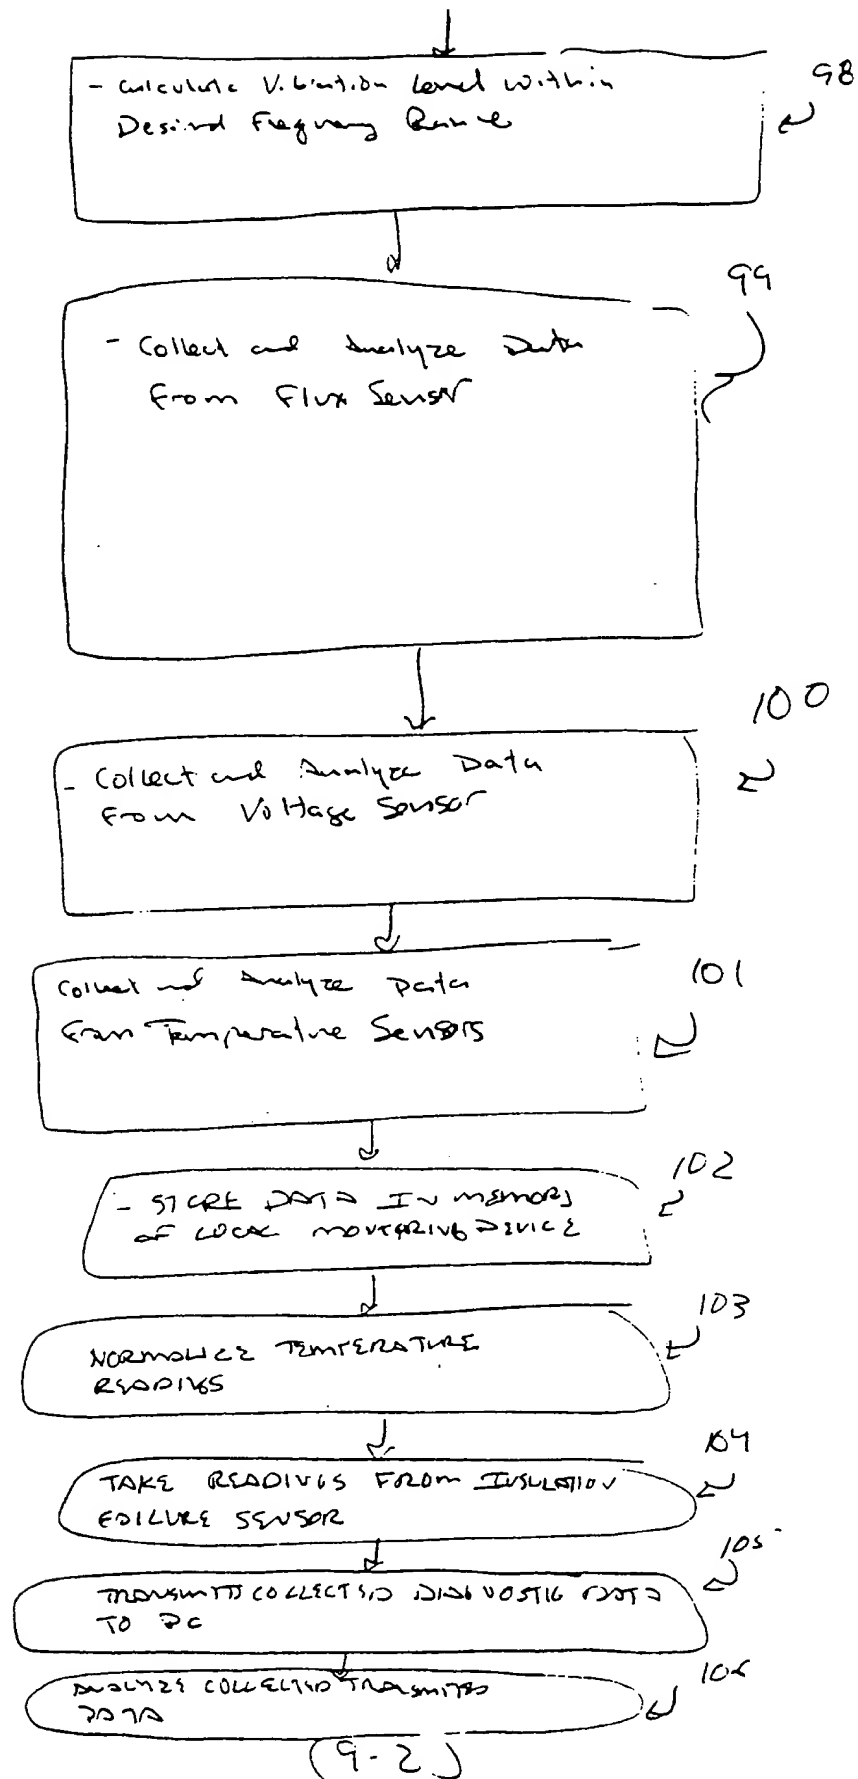 - Calculate Vibration Level within
Desired Frequency Range
98
- Collect and Analyze Data
From Flux Sensor
99
- Collect and Analyze Data
From Voltage Sensor
100
Collect and Analyze Data
From Temperature Sensors
101
- STORE DATA IN MEMORY
OF LOCAL MONTORING DEVICE
102
NORMALIZE TEMPERATURE
READINGS
103
TAKE READINGS FROM INSULATION
FAILURE SENSOR
104
TRANSMITS COLLECTED DIAGNOSTIC DATA
TO PC
105
ANALYZE COLLECTED TRANSMITTED
DATA
106
(9-2)